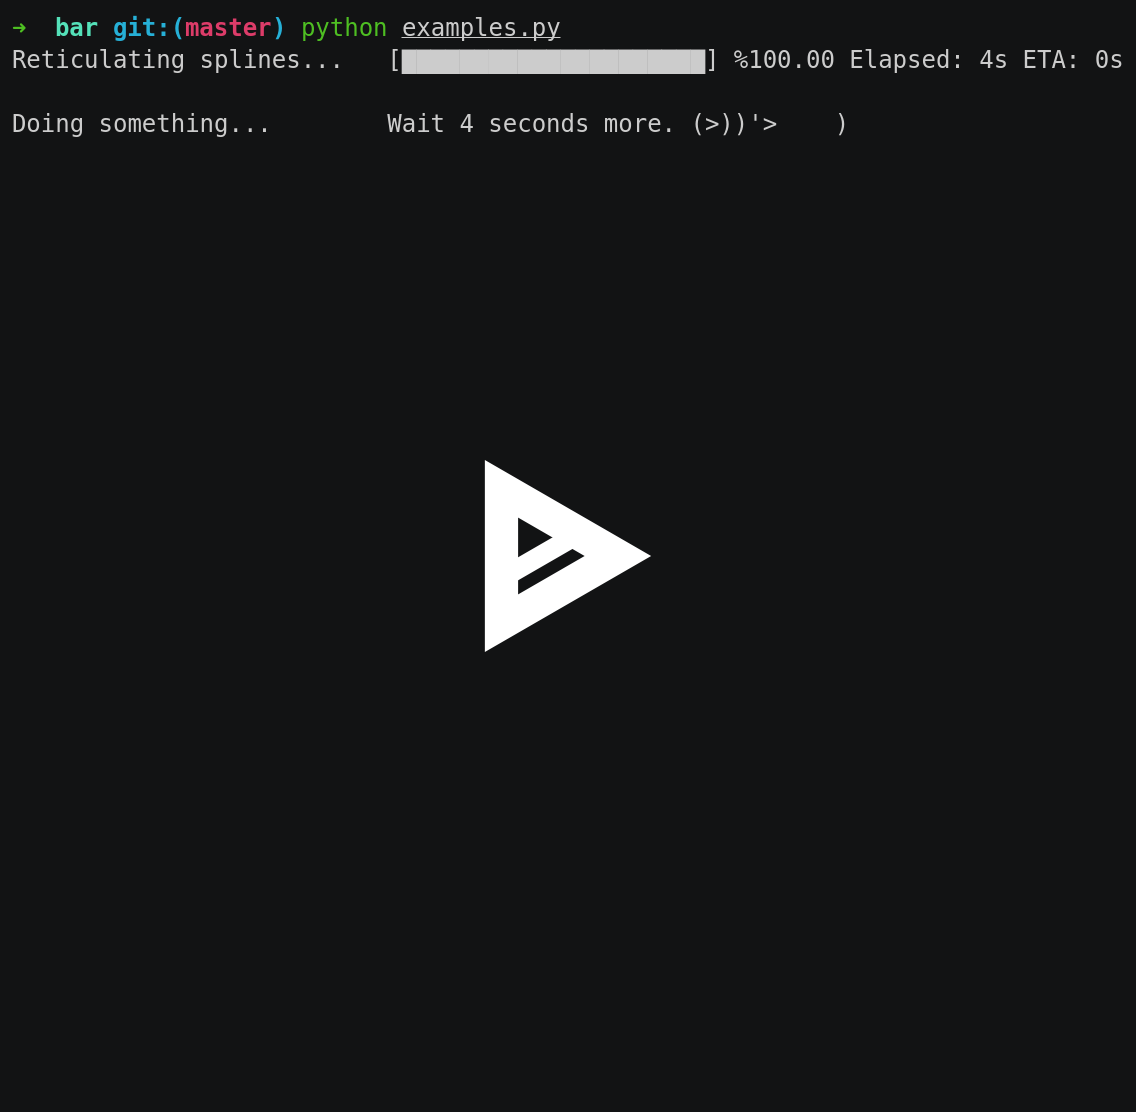 ➜  bar git:(master) python examples.py
Reticulating splines...   [█████████████████████] %100.00 Elapsed: 4s ETA: 0s
Doing something...        Wait 4 seconds more. (>))'>    )